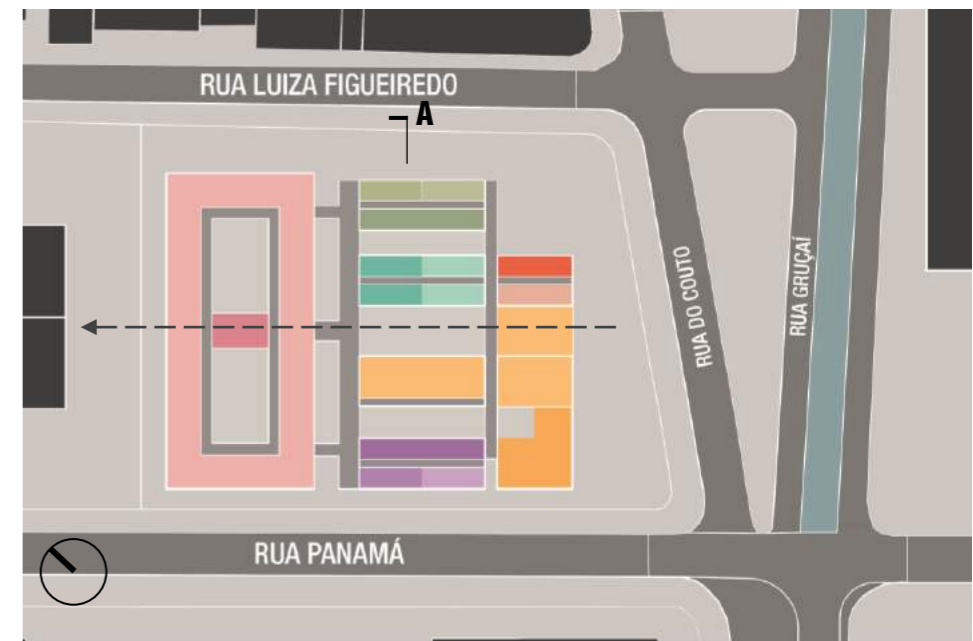 RUA LUIZA FIGUEIREDO
A
RUA DO COUTO
RUA GRUÇAÍ
RUA PANAMÁ